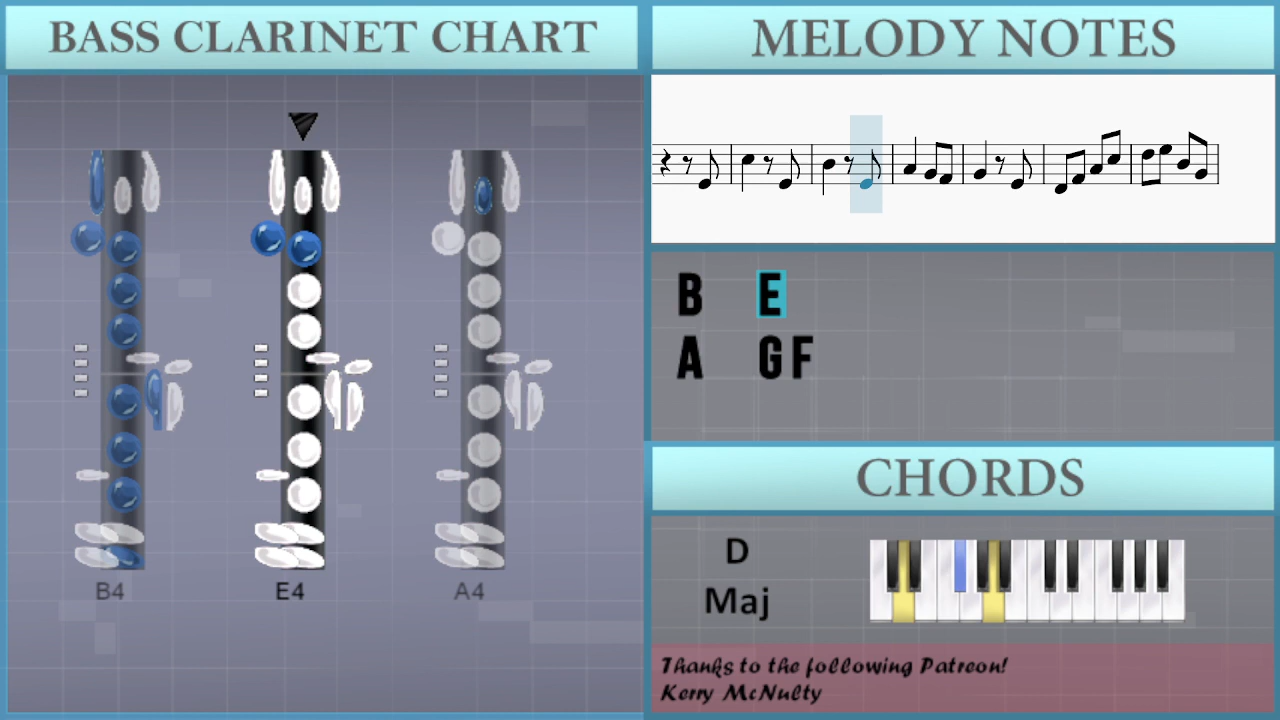 BASS CLARINET CHART
B4 E4 A4
MELODY NOTES
B E
A G F
CHORDS
D
Maj
Thanks to the following Patreon!
Kerry McNulty